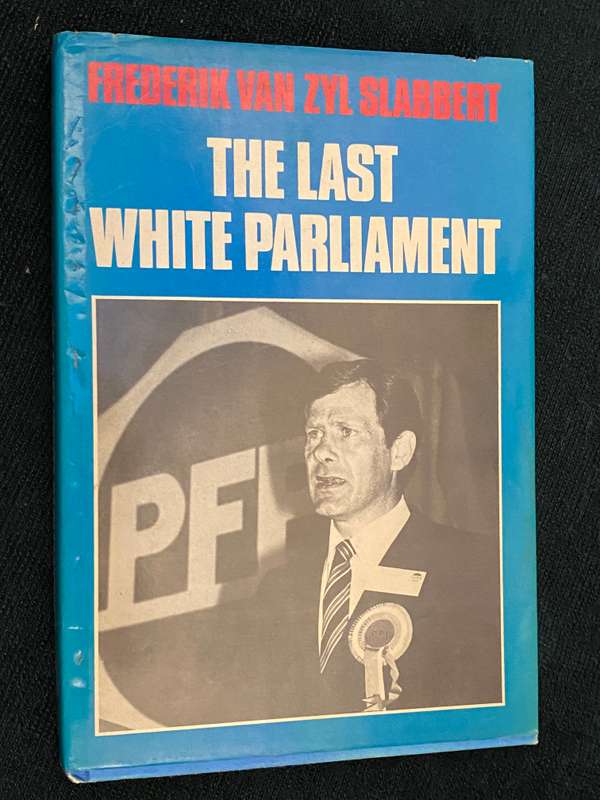 FREDERIK VAN ZYL SLABBERT
THE LAST
WHITE PARLIAMENT
PF